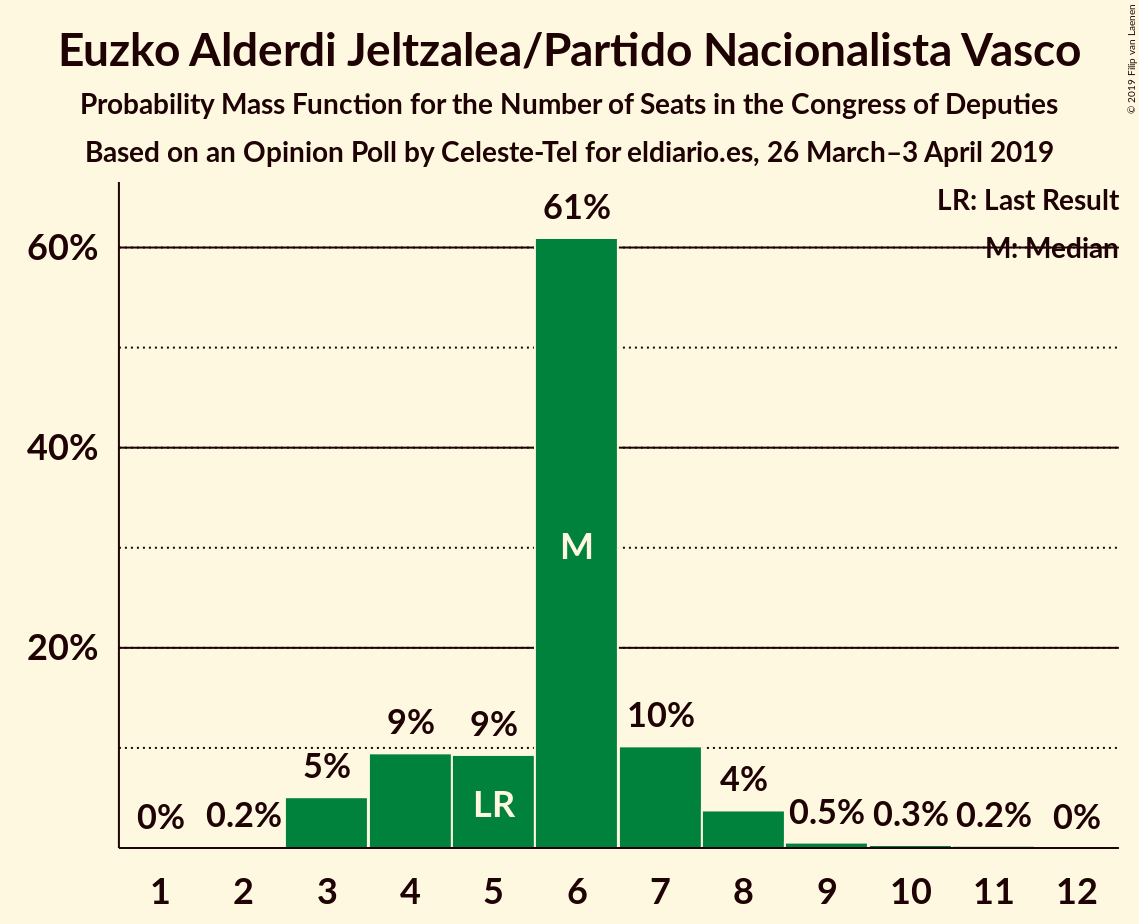 Euzko Alderdi Jeltzalea/Partido Nacionalista Vasco
Probability Mass Function for the Number of Seats in the Congress of Deputies
Based on an Opinion Poll by Celeste-Tel for eldiario.es, 26 March–3 April 2019
© 2019 Filip van Laenen
LR: Last Result
M: Median
60%
40%
20%
0%
0.2%
5%
9%
9%
61%
10%
4%
0.5%
0.3%
0.2%
0%
LR
M
1 2 3 4 5 6 7 8 9 10 11 12